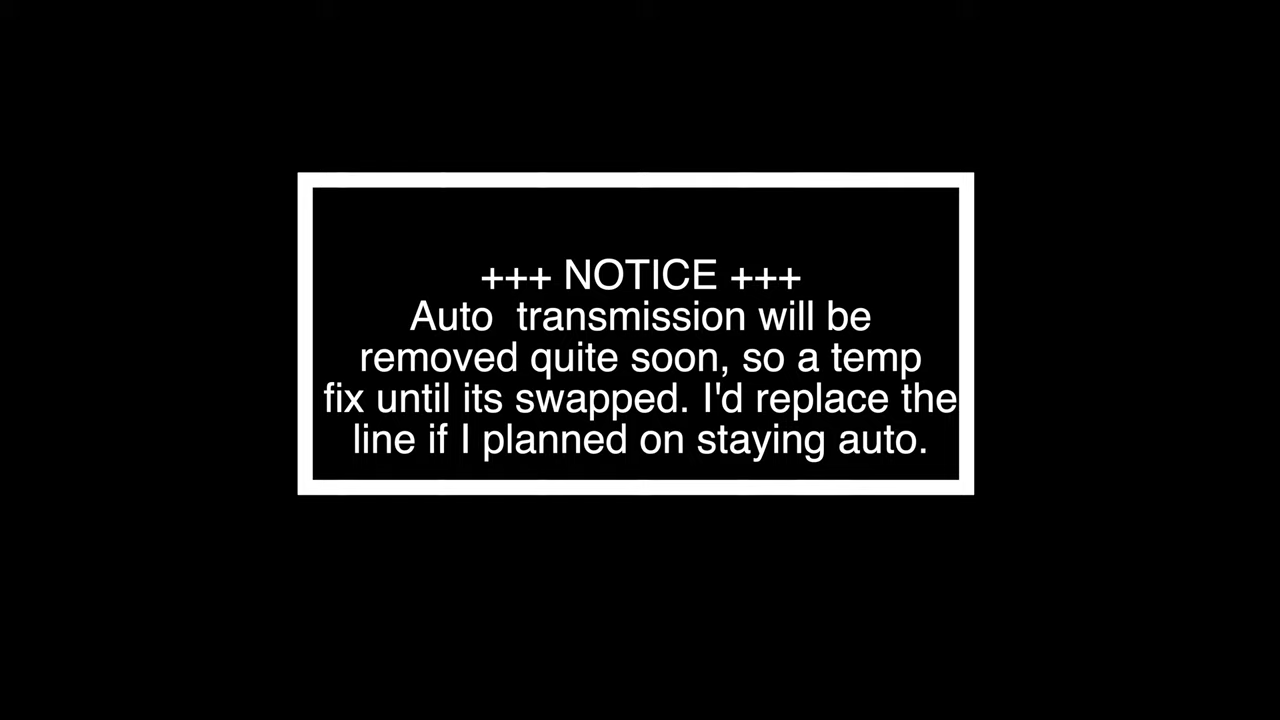 +++ NOTICE +++
Auto  transmission will be
removed quite soon, so a temp
fix until its swapped. I'd replace the
line if I planned on staying auto.